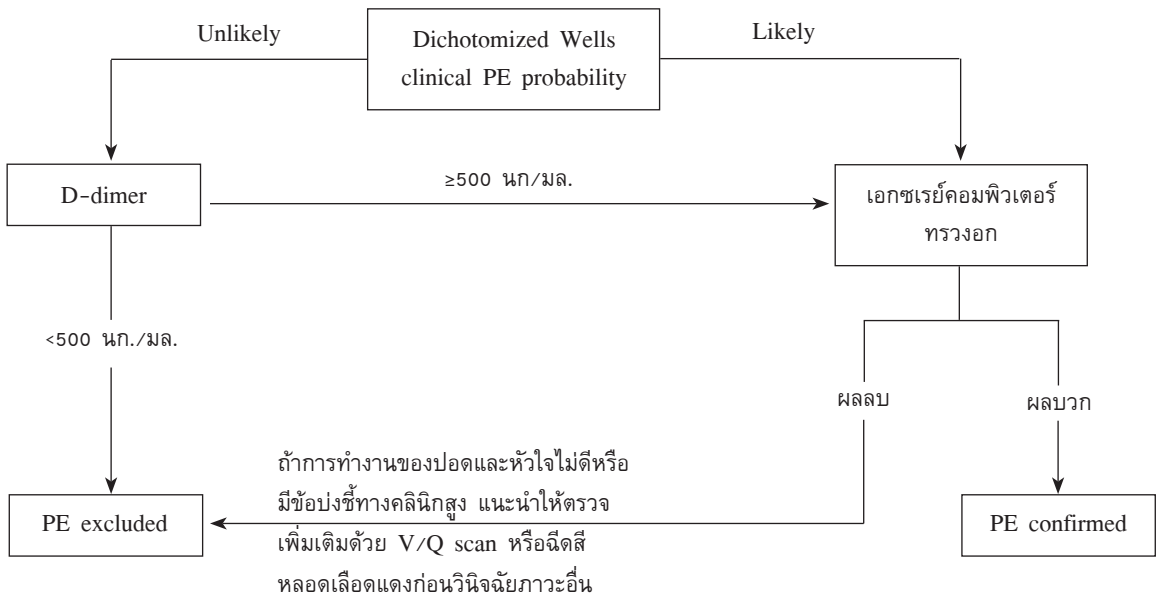 Unlikely
Dichotomized Wells
clinical PE probability
Likely
D-dimer
≥500 นก/มล.
เอกซเรย์คอมพิวเตอร์
ทรวงอก
<500 นก./มล.
ผลลบ
ผลบวก
ถ้าการทำงานของปอดและหัวใจไม่ดีหรือ
มีข้อบ่งชี้ทางคลินิกสูง แนะนำให้ตรวจ
เพิ่มเติมด้วย V/Q scan หรือฉีดสี
หลอดเลือดแดงก่อนวินิจฉัยภาวะอื่น
PE excluded
PE confirmed